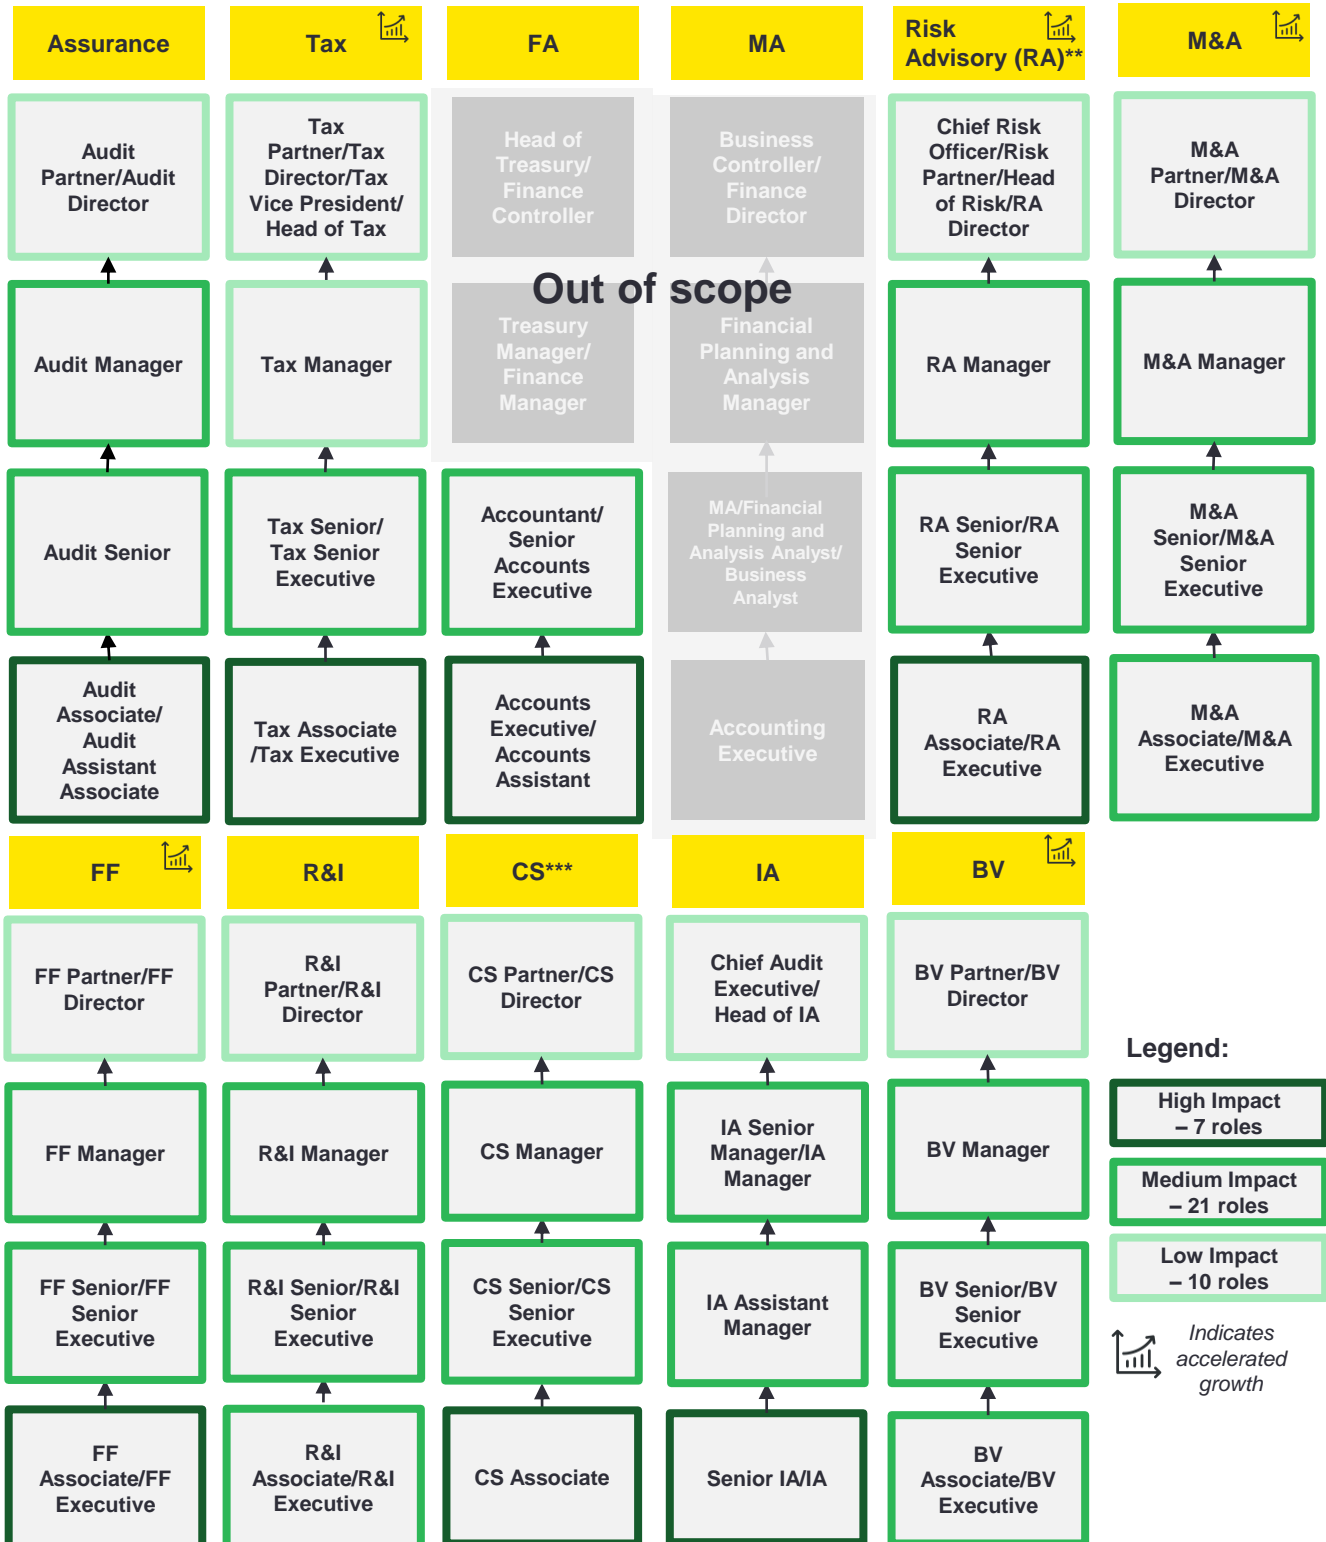 Assurance
Tax
FA
MA
Risk
Advisory (RA)**
M&A
Audit
Partner/Audit
Director
Tax
Partner/Tax
Director/Tax
Vice President/
Head of Tax
Head of
Treasury/
Finance
Controller
Business
Controller/
Finance
Director
Chief Risk
Officer/Risk
Partner/Head
of Risk/RA
Director
M&A
Partner/M&A
Director
Out of scope
Audit Manager
Tax Manager
Treasury
Manager/
Finance
Manager
Financial
Planning and
Analysis
Manager
RA Manager
M&A Manager
Audit Senior
Tax Senior/
Tax Senior
Executive
Accountant/
Senior
Accounts
Executive
MA/Financial
Planning and
Analysis Analyst/
Business
Analyst
RA Senior/RA
Senior
Executive
M&A
Senior/M&A
Senior
Executive
Audit
Associate/
Audit
Assistant
Associate
Tax Associate
/Tax Executive
Accounts
Executive/
Accounts
Assistant
Accounting
Executive
RA
Associate/RA
Executive
M&A
Associate/M&A
Executive
FF
R&I
CS***
IA
BV
FF Partner/FF
Director
R&I
Partner/R&I
Director
CS Partner/CS
Director
Chief Audit
Executive/
Head of IA
BV Partner/BV
Director
FF Manager
R&I Manager
CS Manager
IA Senior
Manager/IA
Manager
BV Manager
FF Senior/FF
Senior
Executive
R&I Senior/R&I
Senior
Executive
CS Senior/CS
Senior
Executive
IA Assistant
Manager
BV Senior/BV
Senior
Executive
FF
Associate/FF
Executive
R&I
Associate/R&I
Executive
CS Associate
Senior IA/IA
BV
Associate/BV
Executive
Legend:
High Impact
– 7 roles
Medium Impact
– 21 roles
Low Impact
– 10 roles
Indicates
accelerated
growth